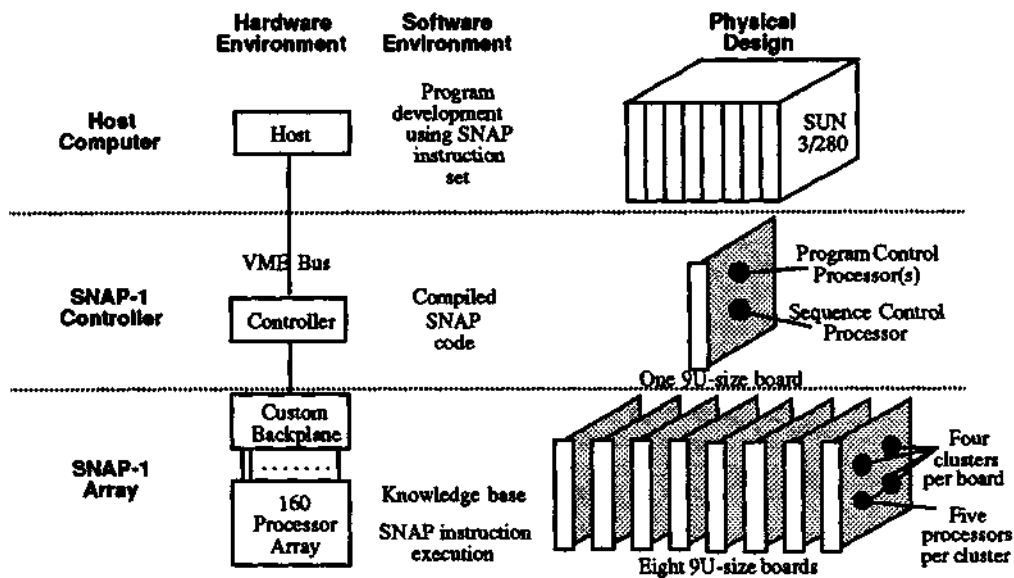 Hardware
Environment
Software
Environment
Physical
Design
Host
Computer
Host
Program
development
using SNAP
instruction
set
SUN
3/280
VME Bus
SNAP-1
Controller
Controller
Compiled
SNAP
code
Program Control
Processor(s)
Sequence Control
Processor
One 9U-size board
SNAP-1
Array
Custom
Backplane
160
Processor
Array
Knowledge base
SNAP instruction
execution
Four
clusters
per board
Five
processors
per cluster
Eight 9U-size boards